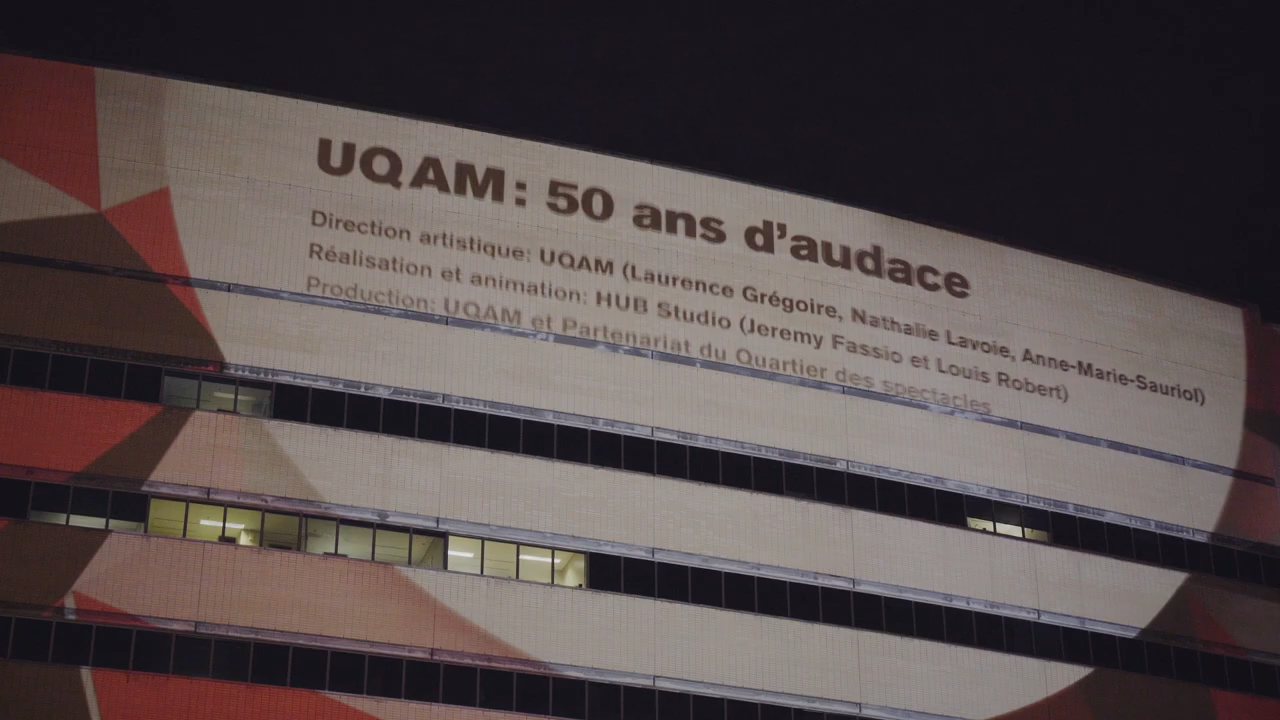 UQAM: 50 ans d’audace
Direction artistique: UQAM (Laurence Grégoire, Nathalie Lavoie, Anne-Marie-Sauriol)
Réalisation et animation: HUB Studio (Jeremy Fassio et Louis Robert)
Production: UQAM et Partenariat du Quartier des spectacles